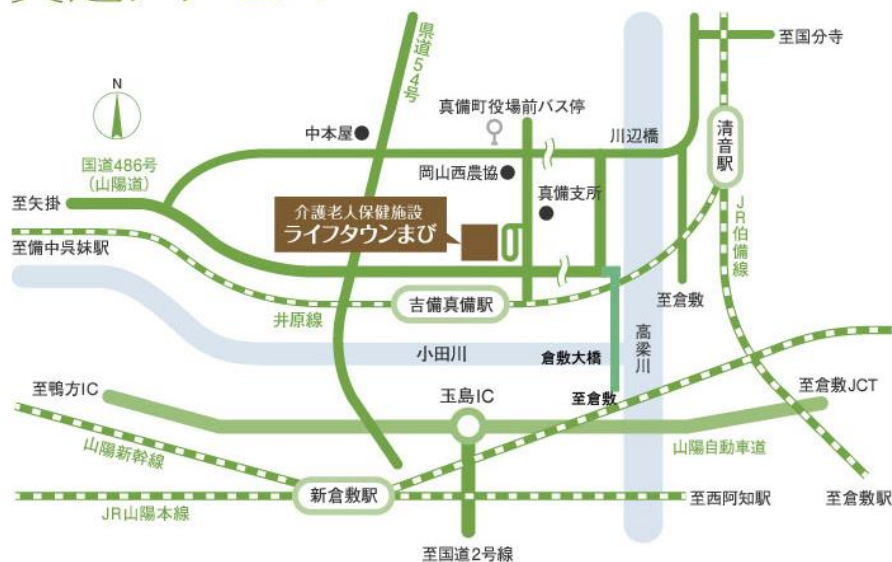 至国分寺
県道54号
N
真備町役場前バス停
中本屋
川辺橋
清音駅
国道486号
(山陽道)
岡山西農協
真備支所
至矢掛
介護老人保健施設
ライフタウンまび
JR伯備線
至備中呉妹駅
至倉敷
吉備真備駅
井原線
高梁川
小田川
倉敷大橋
至鴨方IC
玉島IC
至倉敷
至倉敷JCT
山陽新幹線
山陽自動車道
新倉敷駅
JR山陽本線
至西阿知駅
至倉敷駅
至国道2号線